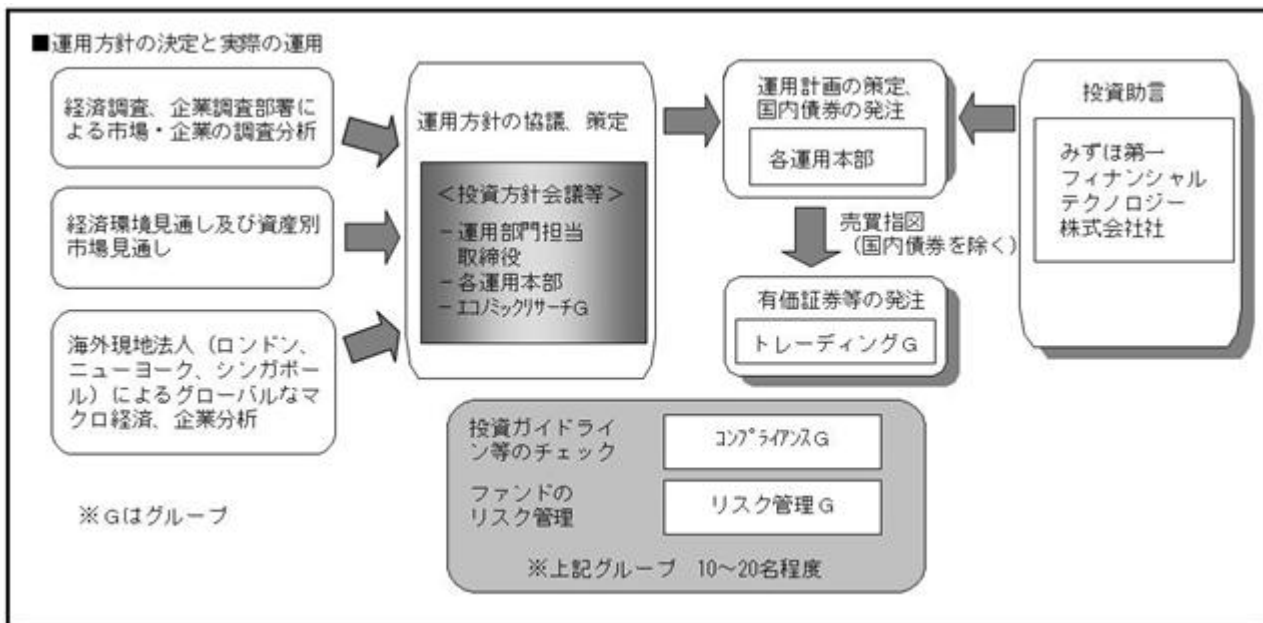 ■運用方針の決定と実際の運用
経済調査、企業調査部署に
よる市場・企業の調査分析
経済環境見通し及び資産別
市場見通し
海外現地法人（ロンドン、
ニューヨーク、シンガポー
ル）によるグローバルなマ
クロ経済、企業分析
※Gはグループ
運用方針の協議、策定
＜投資方針会議等＞
－運用部門担当
取締役
－各運用本部
－ｴｺﾉﾐｯｸﾘｻｰﾁG
運用計画の策定、
国内債券の発注
各運用本部
売買指図
（国内債券を除く）
有価証券等の発注
トレーディングG
投資助言
みずほ第一
フィナンシャル
テクノロジー
株式会社社
投資ガイドライ
ン等のチェック
ｺﾝﾌﾟﾗｲｱﾝｽG
ファンドの
リスク管理
リスク管理G
※上記グループ　10～20名程度